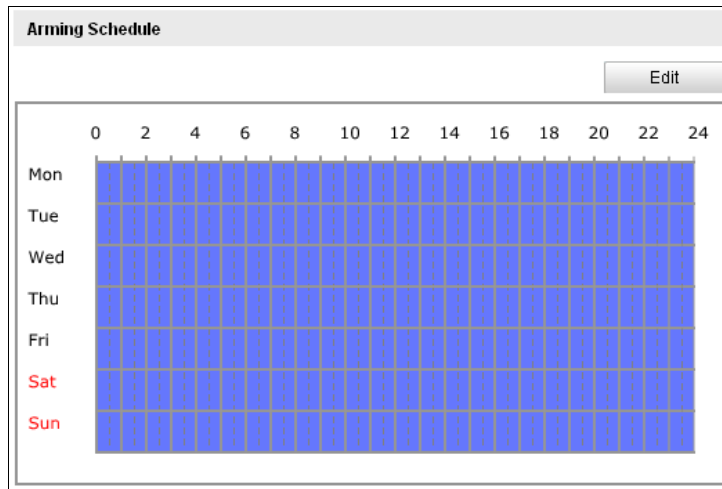 Arming Schedule
Edit
0 2 4 6 8 10 12 14 16 18 20 22 24
Mon
Tue
Wed
Thu
Fri
Sat
Sun